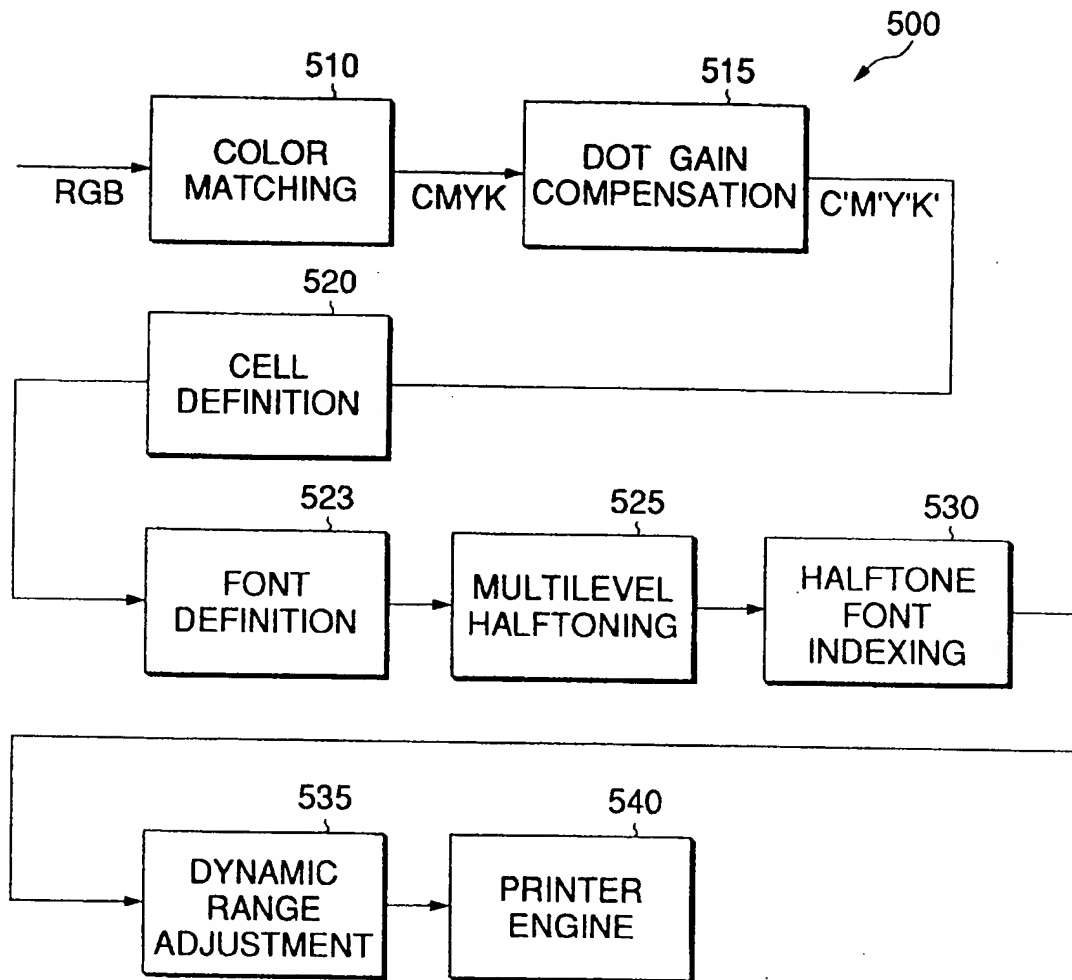 500
510
COLOR
MATCHING
515
DOT GAIN
COMPENSATION
RGB
CMYK
C'M'Y'K'
520
CELL
DEFINITION
523
FONT
DEFINITION
525
MULTILEVEL
HALFTONING
530
HALFTONE
FONT
INDEXING
535
DYNAMIC
RANGE
ADJUSTMENT
540
PRINTER
ENGINE